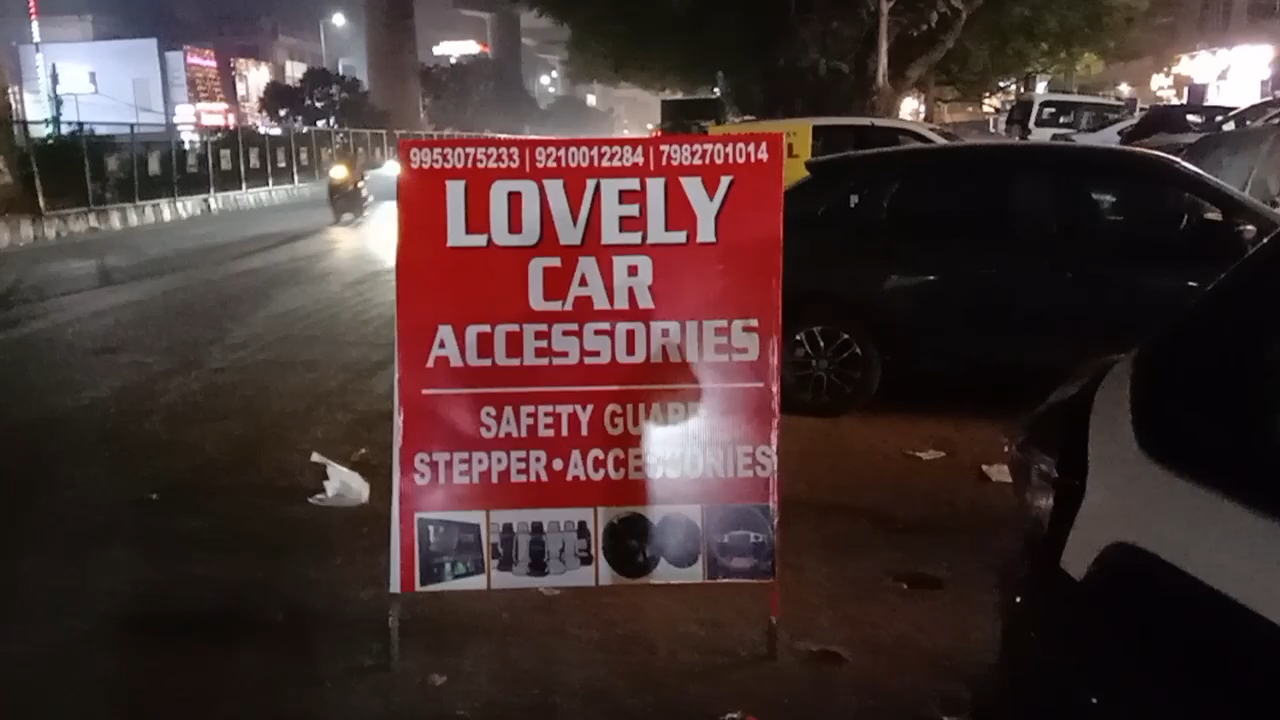 9953075233 | 9210012284 | 7982701014
LOVELY
CAR
ACCESSORIES
SAFETY GUARD
STEPPER•ACCESSORIES